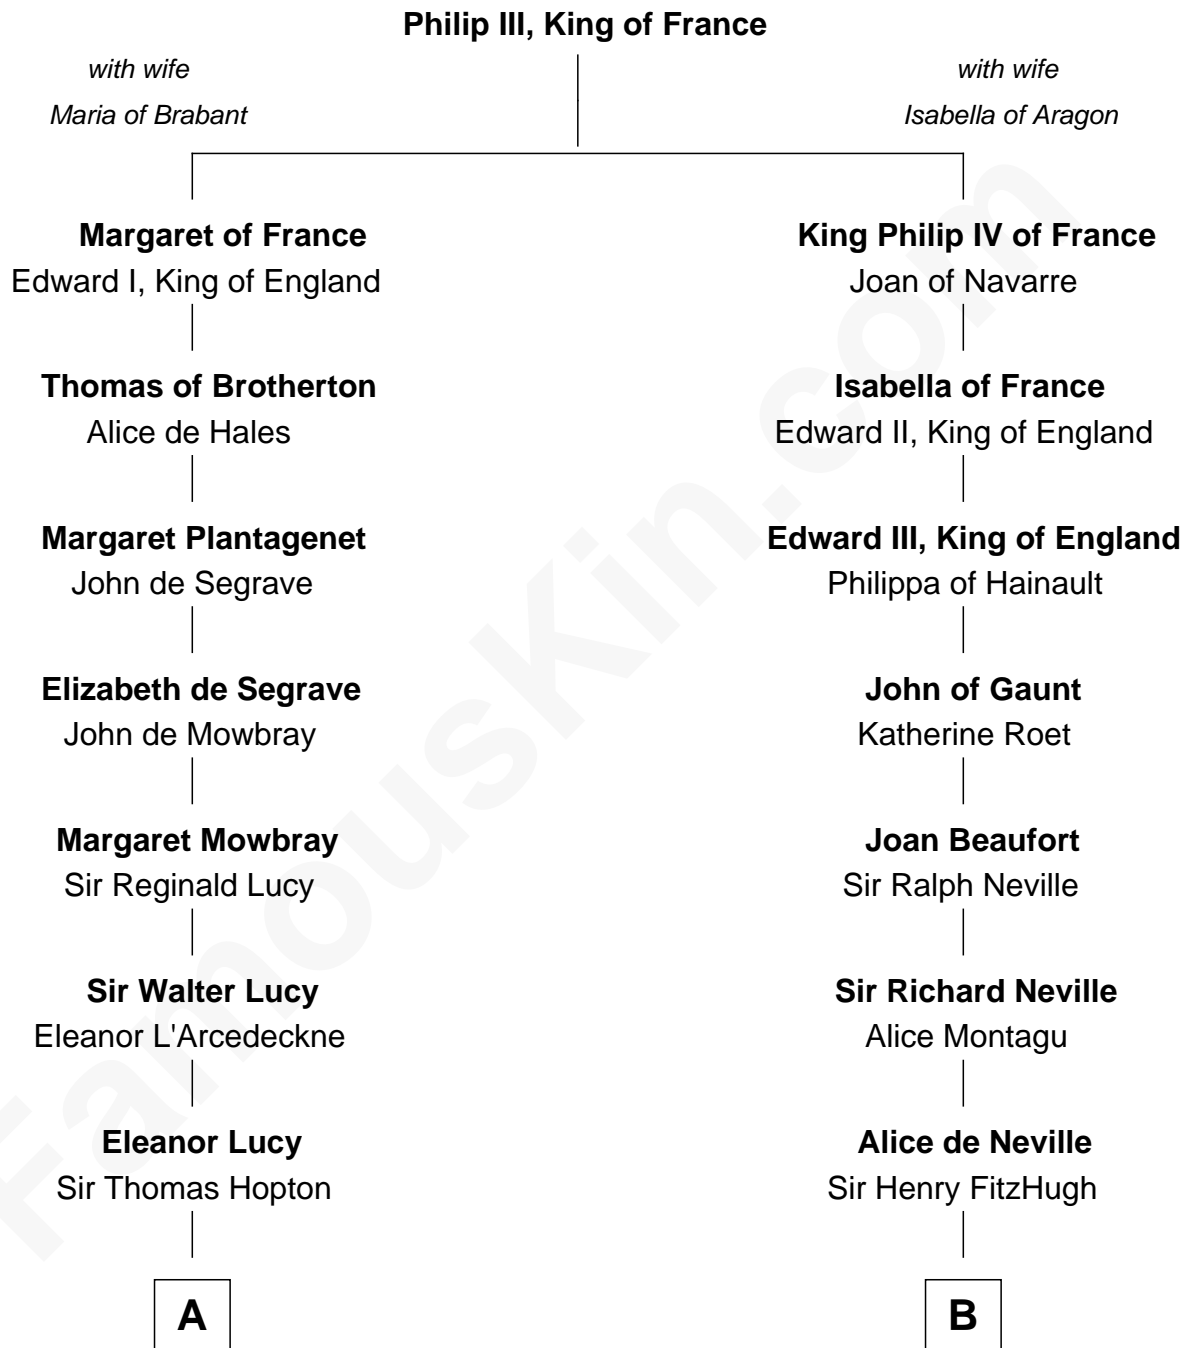 Philip III, King of France
with wife
Maria of Brabant
with wife
Isabella of Aragon
Margaret of France
Edward I, King of England
King Philip IV of France
Joan of Navarre
Thomas of Brotherton
Alice de Hales
Isabella of France
Edward II, King of England
Margaret Plantagenet
John de Segrave
Edward III, King of England
Philippa of Hainault
Elizabeth de Segrave
John de Mowbray
John of Gaunt
Katherine Roet
Margaret Mowbray
Sir Reginald Lucy
Joan Beaufort
Sir Ralph Neville
Sir Walter Lucy
Eleanor L'Arcedeckne
Sir Richard Neville
Alice Montagu
Eleanor Lucy
Sir Thomas Hopton
Alice de Neville
Sir Henry FitzHugh
A
B
FamousKin.com